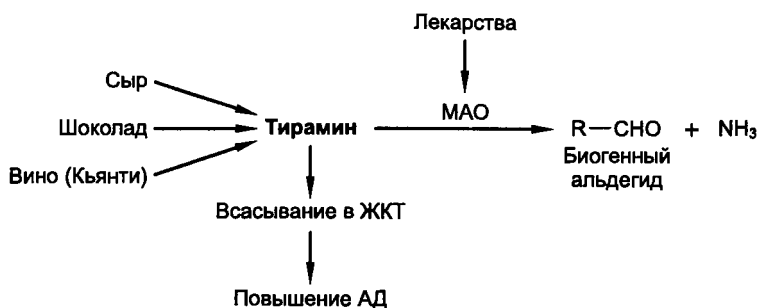 Лекарства
Сыр
Шоколад
Тирамин
МАО
R—CHO + NH₃
Вино (Кьянти)
Биогенный
альдегид
Всасывание в ЖКТ
Повышение АД